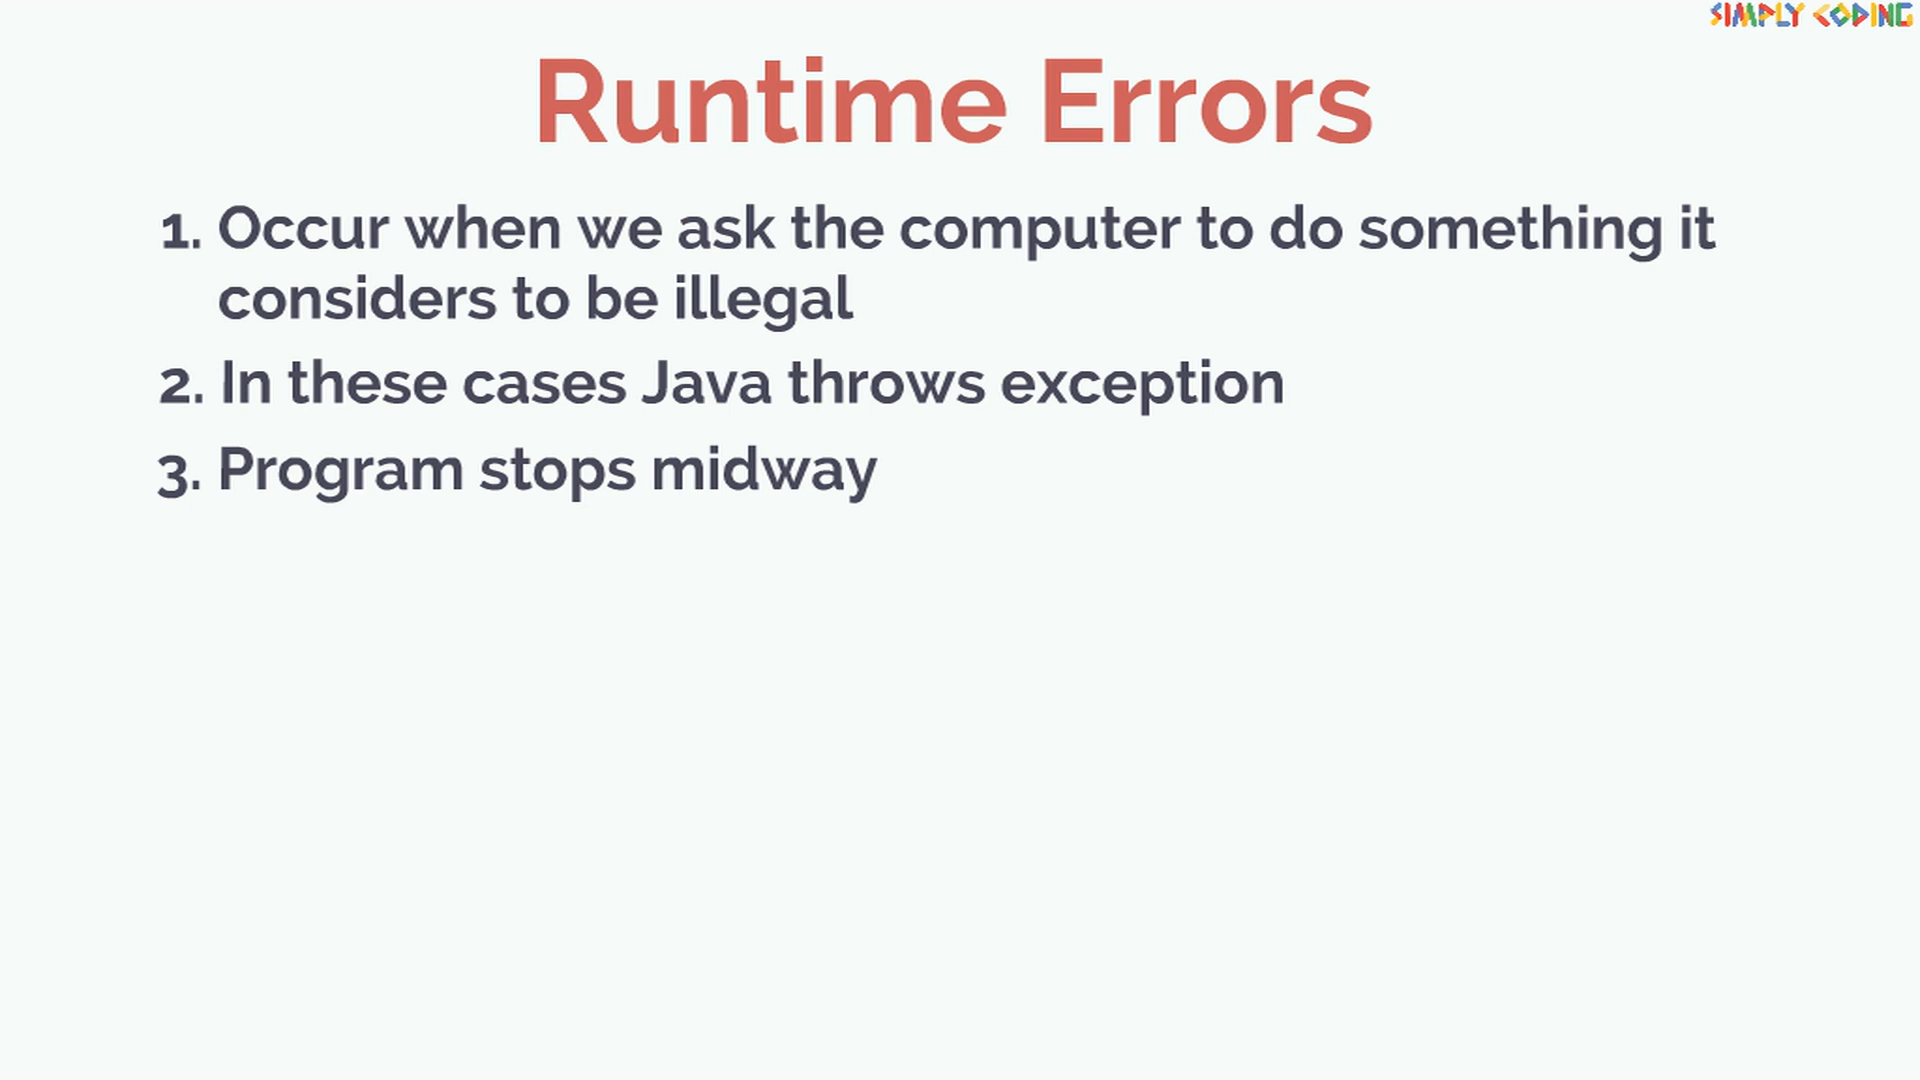 SIMPLY CODING
Runtime Errors
1. Occur when we ask the computer to do something it
considers to be illegal
2. In these cases Java throws exception
3. Program stops midway